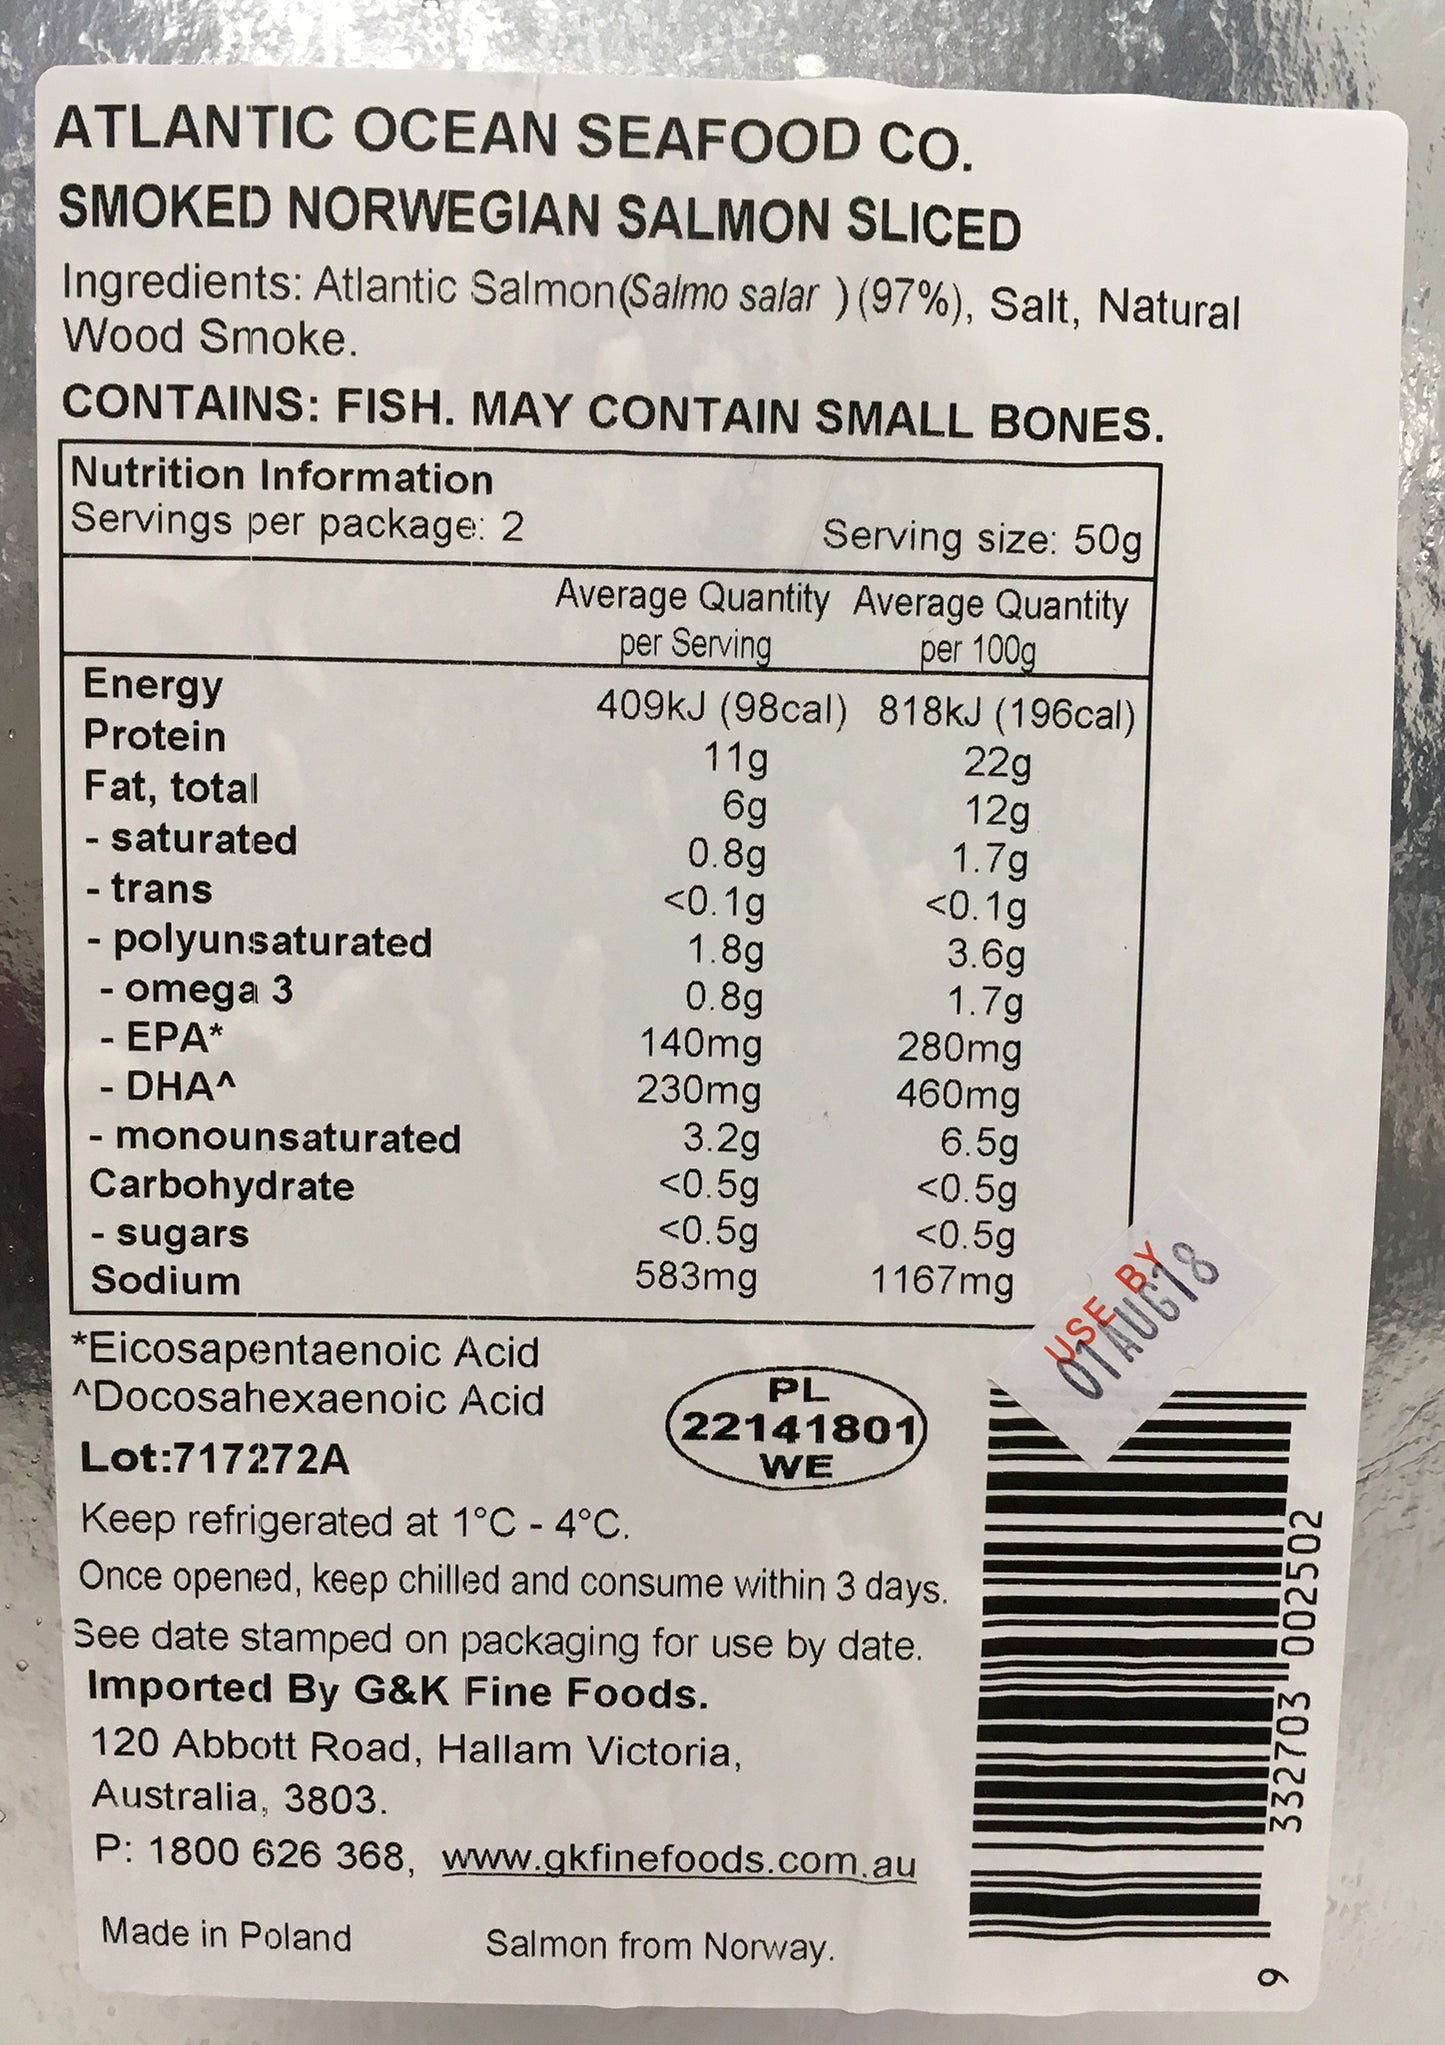 ATLANTIC OCEAN SEAFOOD CO.
SMOKED NORWEGIAN SALMON SLICED
Ingredients: Atlantic Salmon(Salmo salar ) (97%), Salt, Natural
Wood Smoke.
CONTAINS: FISH. MAY CONTAIN SMALL BONES.
Nutrition Information
Servings per package: 2 Serving size: 50g
Average Quantity Average Quantity
per Serving per 100g
Energy 409kJ (98cal) 818kJ (196cal)
Protein 11g 22g
Fat, total 6g 12g
- saturated 0.8g 1.7g
- trans <0.1g <0.1g
- polyunsaturated 1.8g 3.6g
- omega 3 0.8g 1.7g
- EPA* 140mg 280mg
- DHA^ 230mg 460mg
- monounsaturated 3.2g 6.5g
Carbohydrate <0.5g <0.5g
- sugars <0.5g <0.5g
Sodium 583mg 1167mg
USE BY
01AUG18
*Eicosapentaenoic Acid
^Docosahexaenoic Acid
PL
22141801
WE
Lot:717272A
Keep refrigerated at 1°C - 4°C.
Once opened, keep chilled and consume within 3 days.
See date stamped on packaging for use by date.
Imported By G&K Fine Foods.
120 Abbott Road, Hallam Victoria,
Australia, 3803.
P: 1800 626 368, www.gkfinefoods.com.au
Made in Poland Salmon from Norway.
9 332703 002502